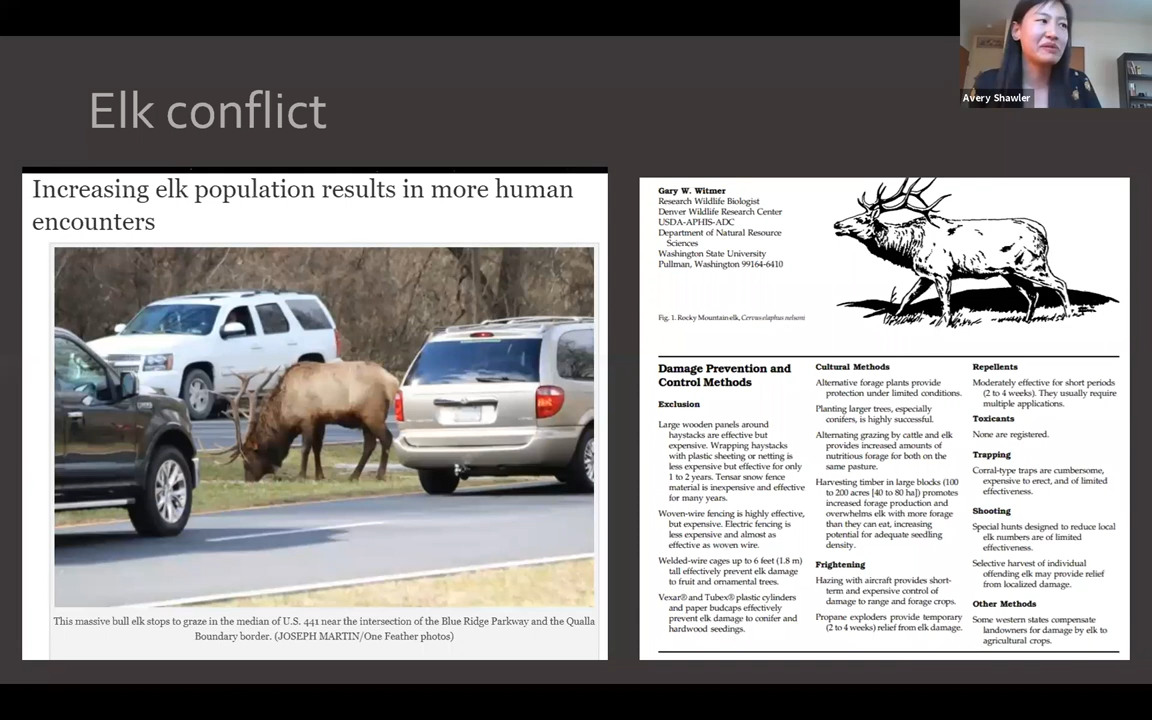 Avery Shawler
Elk conflict
Increasing elk population results in more human
encounters
This massive bull elk stops to graze in the median of U.S. 441 near the intersection of the Blue Ridge Parkway and the Qualla
Boundary border. (JOSEPH MARTIN/One Feather photos)
Gary W. Witmer
Research Wildlife Biologist
Denver Wildlife Research Center
USDA-APHIS-ADC
Department of Natural Resource
Sciences
Washington State University
Pullman, Washington 99164-6410
Fig. 1. Rocky Mountain elk, Cervus elaphus nelsoni
Damage Prevention and
Control Methods
Exclusion
Large wooden panels around
haystacks are effective but
expensive. Wrapping haystacks
with plastic sheeting or netting is
less expensive but effective for only
1 to 2 years. Tensar snow fence
material is inexpensive and effective
for many years.
Woven-wire fencing is highly effective,
but expensive. Electric fencing is
less expensive and almost as
effective as woven wire.
Welded-wire cages up to 6 feet (1.8 m)
tall effectively prevent elk damage
to fruit and ornamental trees.
Vexar® and Tubex® plastic cylinders
and paper budcaps effectively
prevent elk damage to conifer and
hardwood seedings.
Cultural Methods
Alternative forage plants provide
protection under limited conditions.
Planting larger trees, especially
conifers, is highly successful.
Alternating grazing by cattle and elk
provides increased amounts of
nutritious forage for both on the
same pasture.
Harvesting timber in large blocks (100
to 200 acres [40 to 80 ha]) promotes
increased forage production and
overwhelms elk with more forage
than they can eat, increasing
potential for adequate seedling
density.
Frightening
Hazing with aircraft provides short-
term and expensive control of
damage to range and forage crops.
Propane exploders provide temporary
(2 to 4 weeks) relief from elk damage.
Repellents
Moderately effective for short periods
(2 to 4 weeks). They usually require
multiple applications.
Toxicants
None are registered.
Trapping
Corral-type traps are cumbersome,
expensive to erect, and of limited
effectiveness.
Shooting
Special hunts designed to reduce local
elk numbers are of limited
effectiveness.
Selective harvest of individual
offending elk may provide relief
from localized damage.
Other Methods
Some western states compensate
landowners for damage by elk to
agricultural crops.